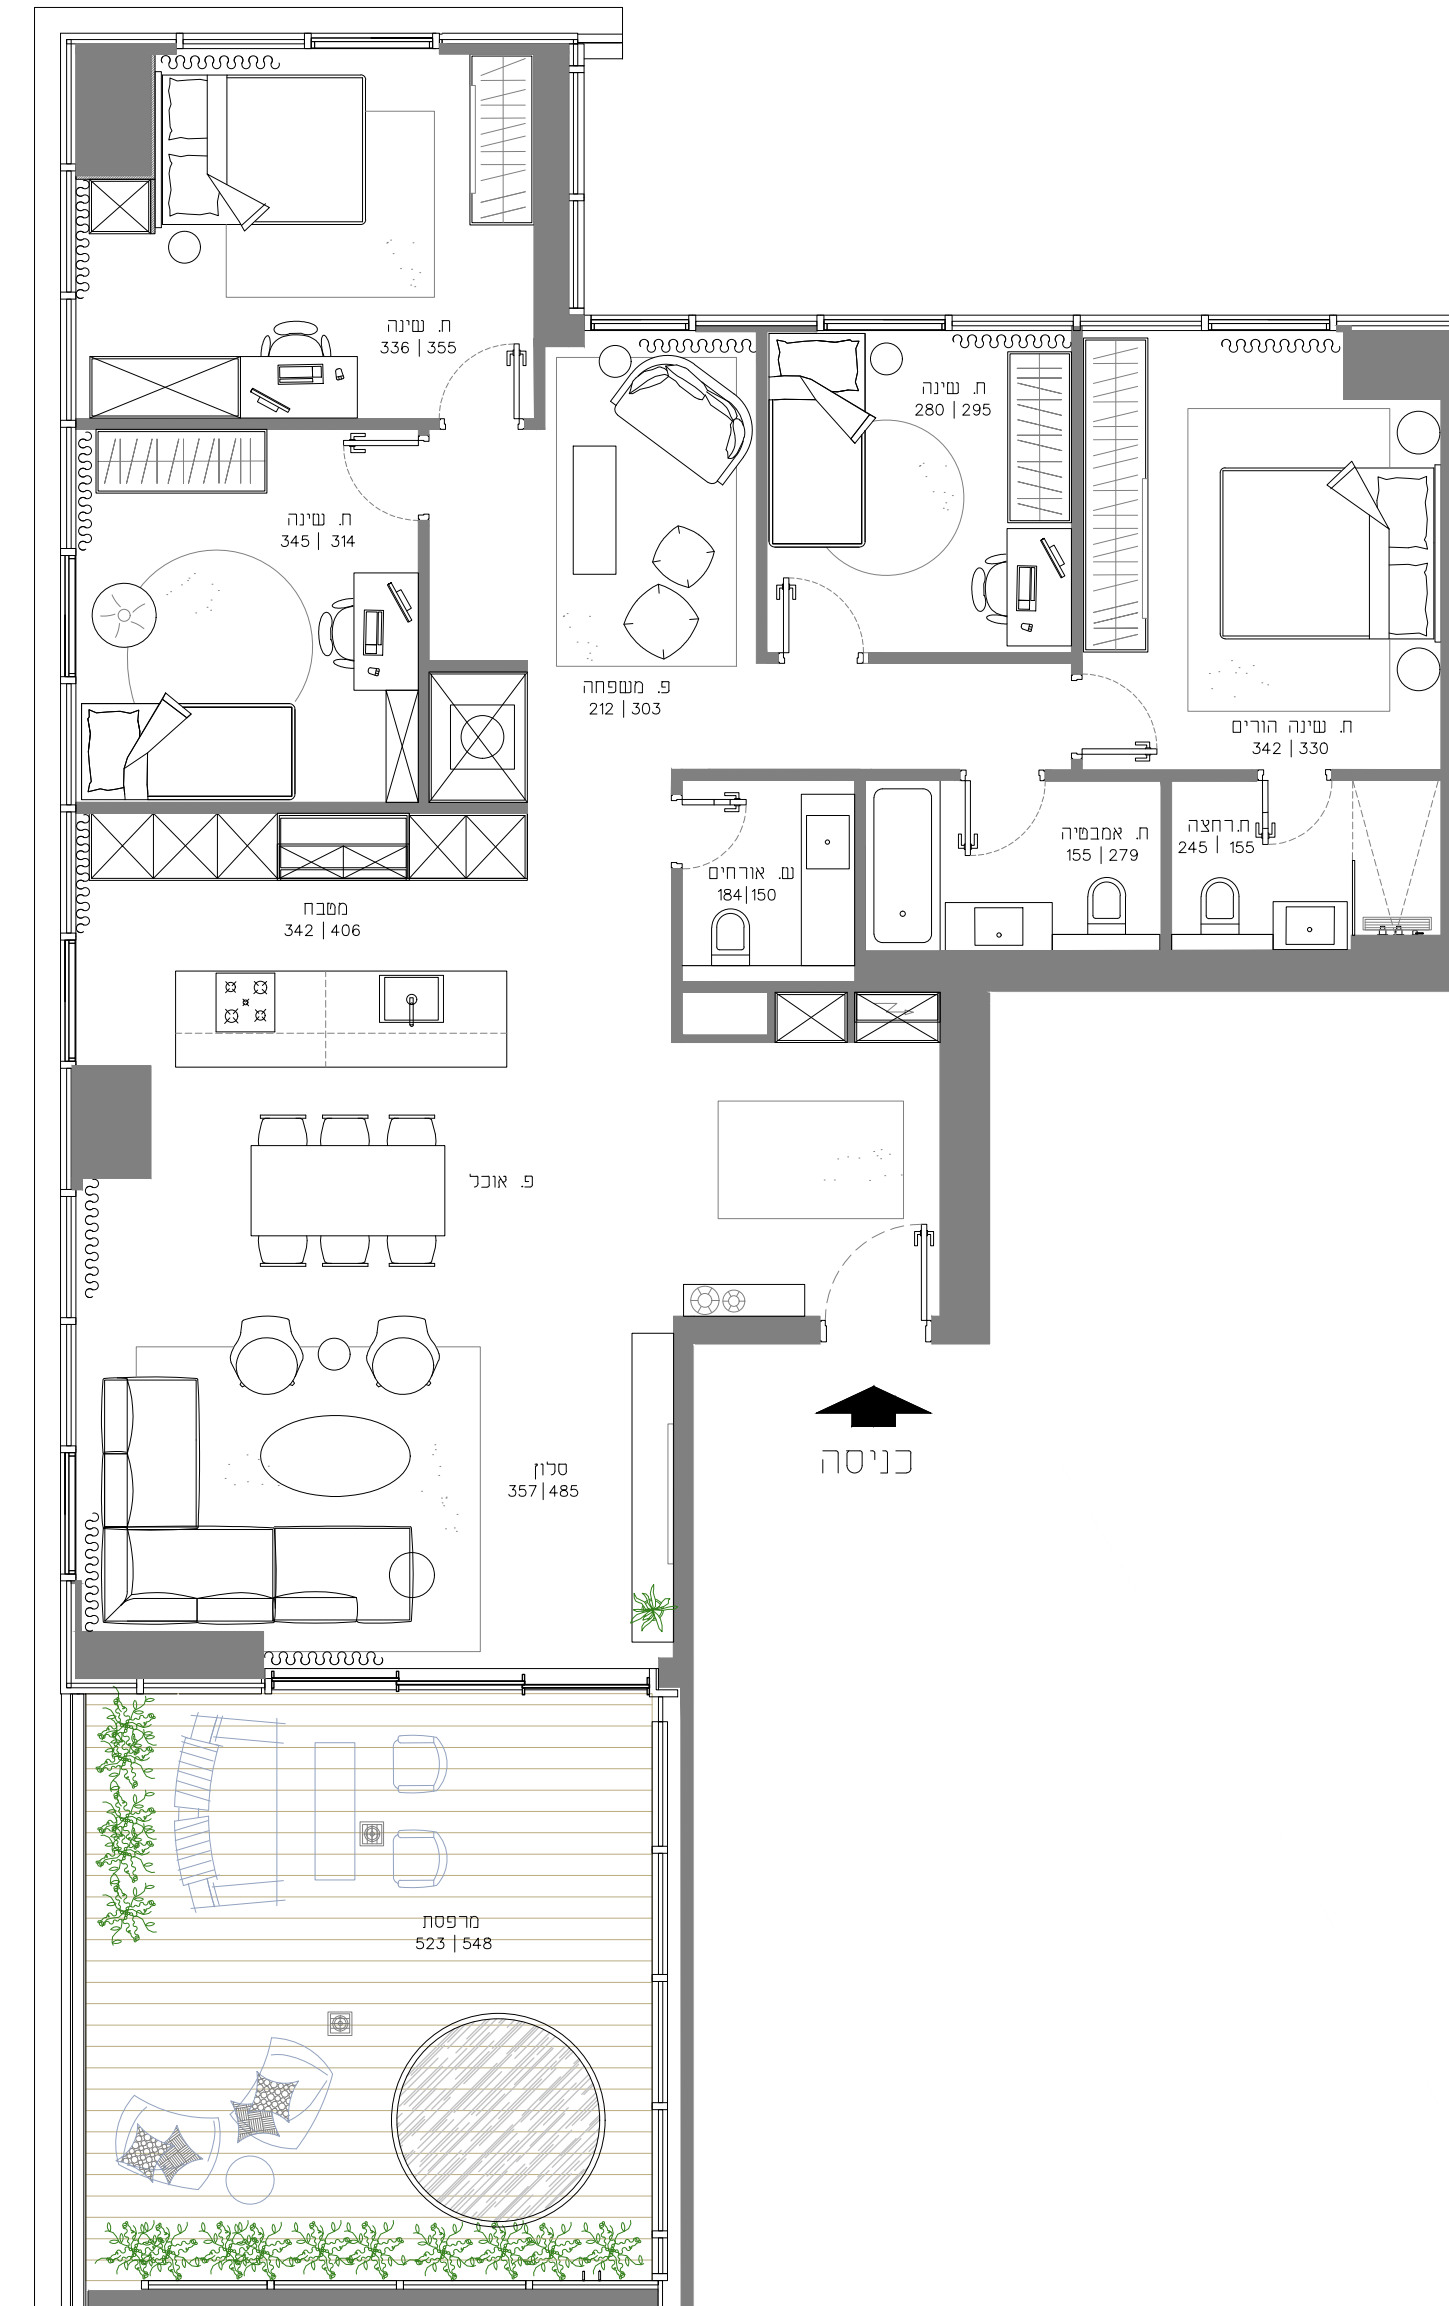 ח. שינה
336|355
ח. שינה
280|295
ח. שינה
345| 314
פ. משפחה
212|303
ח. שינה הורים
342|330
ח. אמבטיה
155|279
ח.רחצה
245| 155
ש. אורחים
184|150
מטבח
342|406
פ. אוכל
כניסה
סלון
357|485
מרפסת
523|548